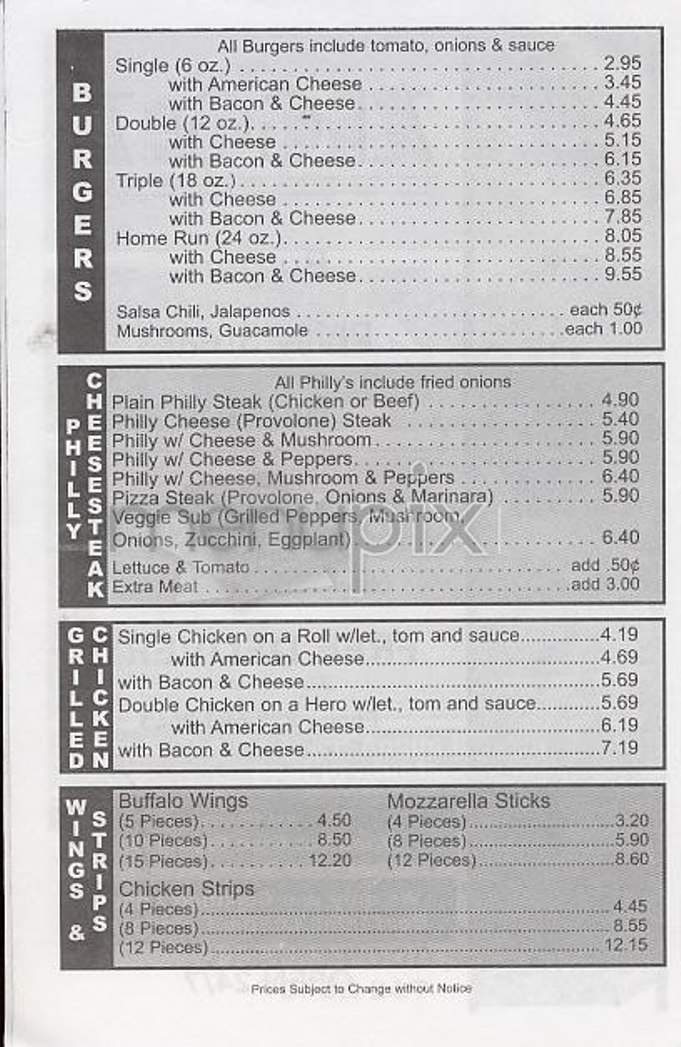 BURGERS
All Burgers include tomato, onions & sauce
Single (6 oz.) 2.95
with American Cheese 3.45
with Bacon & Cheese 4.45
Double (12 oz.) 4.65
with Cheese 5.15
with Bacon & Cheese 6.15
Triple (18 oz.) 6.35
with Cheese 6.85
with Bacon & Cheese 7.85
Home Run (24 oz.) 8.05
with Cheese 8.55
with Bacon & Cheese 9.55
Salsa Chili, Jalapenos each 50¢
Mushrooms, Guacamole each 1.00
PHILLY CHEESESTEAK
All Philly's include fried onions
Plain Philly Steak (Chicken or Beef) 4.90
Philly Cheese (Provolone) Steak 5.40
Philly w/ Cheese & Mushroom 5.90
Philly w/ Cheese & Peppers 5.90
Philly w/ Cheese, Mushroom & Peppers 6.40
Pizza Steak (Provolone, Onions & Marinara) 5.90
Veggie Sub (Grilled Peppers, Mushroom,
Onions, Zucchini, Eggplant) 6.40
menupix
Lettuce & Tomato add .50¢
Extra Meat add 3.00
GRILLED CHICKEN
Single Chicken on a Roll w/let., tom and sauce 4.19
with American Cheese 4.69
with Bacon & Cheese 5.69
Double Chicken on a Hero w/let., tom and sauce 5.69
with American Cheese 6.19
with Bacon & Cheese 7.19
WINGS & STRIPS
Buffalo Wings
(5 Pieces) 4.50
(10 Pieces) 8.50
(15 Pieces) 12.20
Mozzarella Sticks
(4 Pieces) 3.20
(8 Pieces) 5.90
(12 Pieces) 8.60
Chicken Strips
(4 Pieces) 4.45
(8 Pieces) 8.55
(12 Pieces) 12.15
Prices Subject to Change without Notice